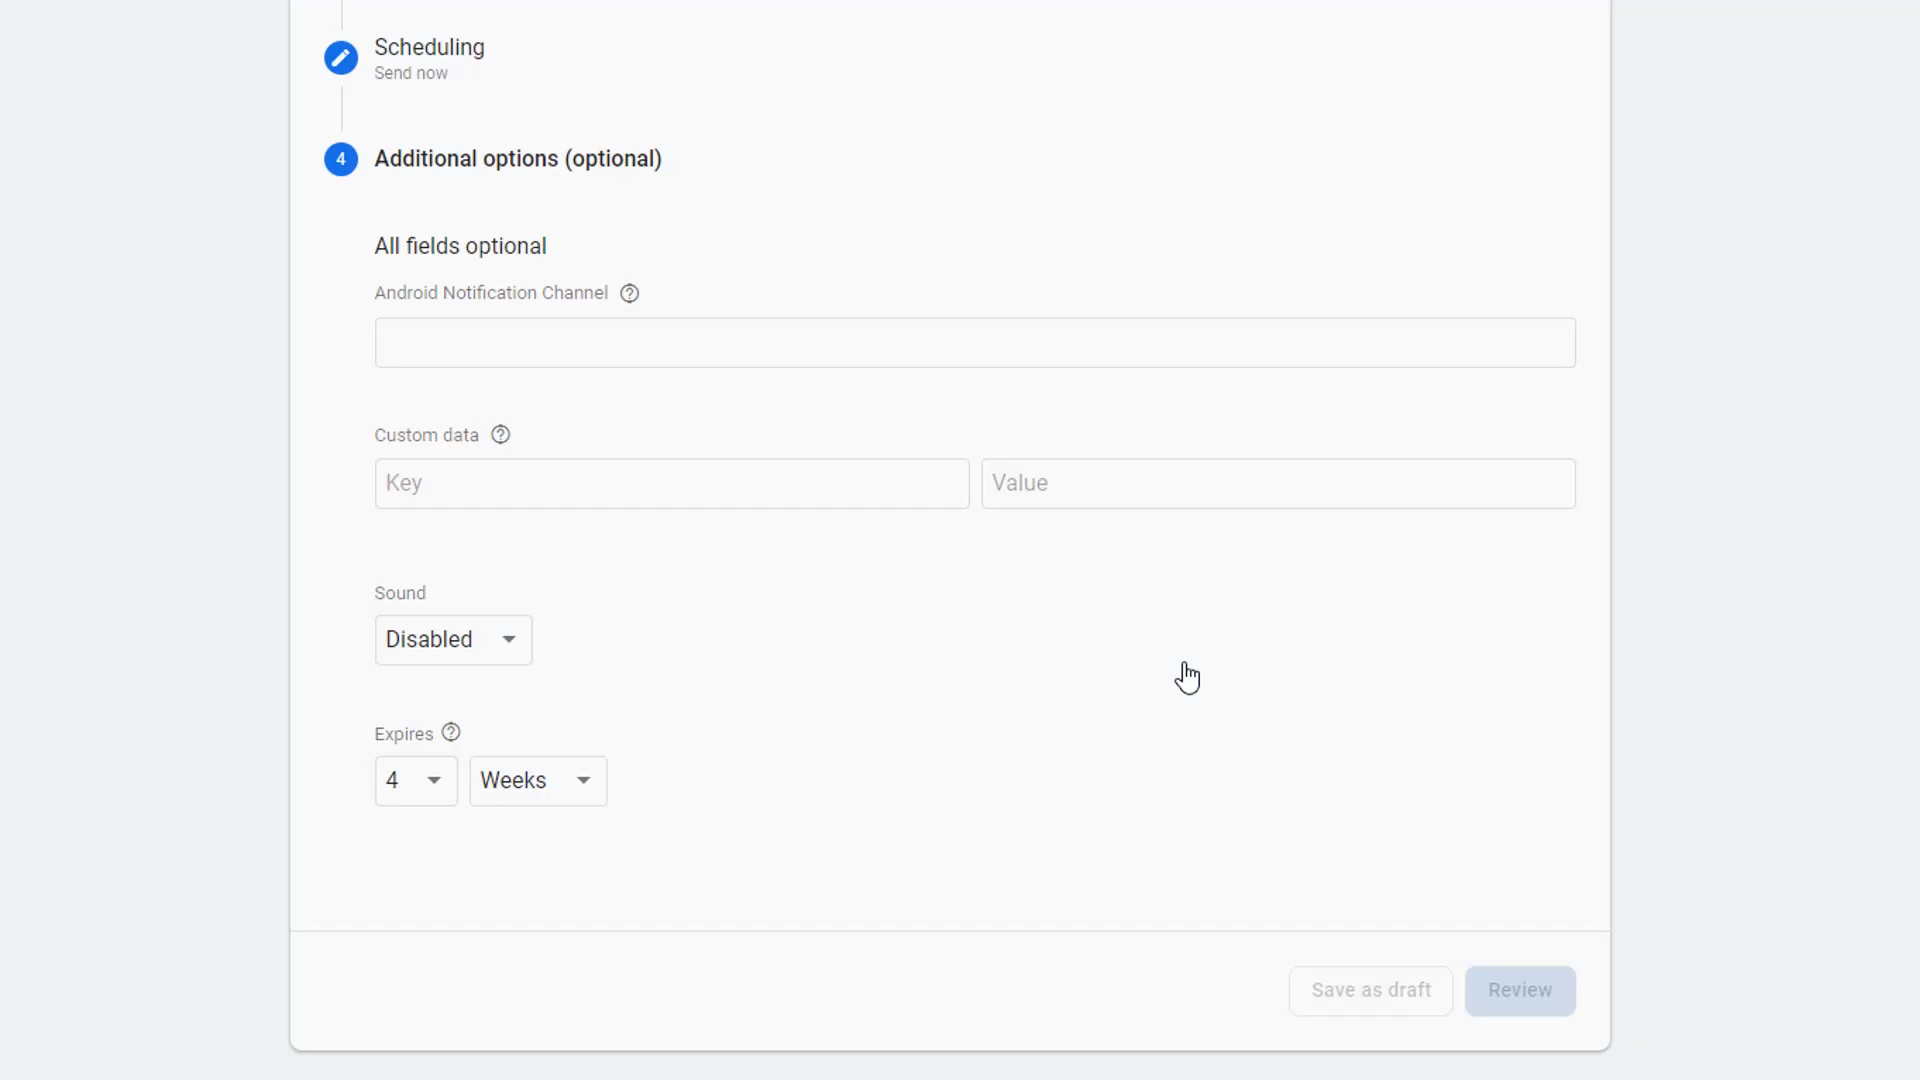 Scheduling
Send now
4 Additional options (optional)
All fields optional
Android Notification Channel ?
Custom data ?
Key Value
Sound
Disabled
Expires ?
4 Weeks
Save as draft Review